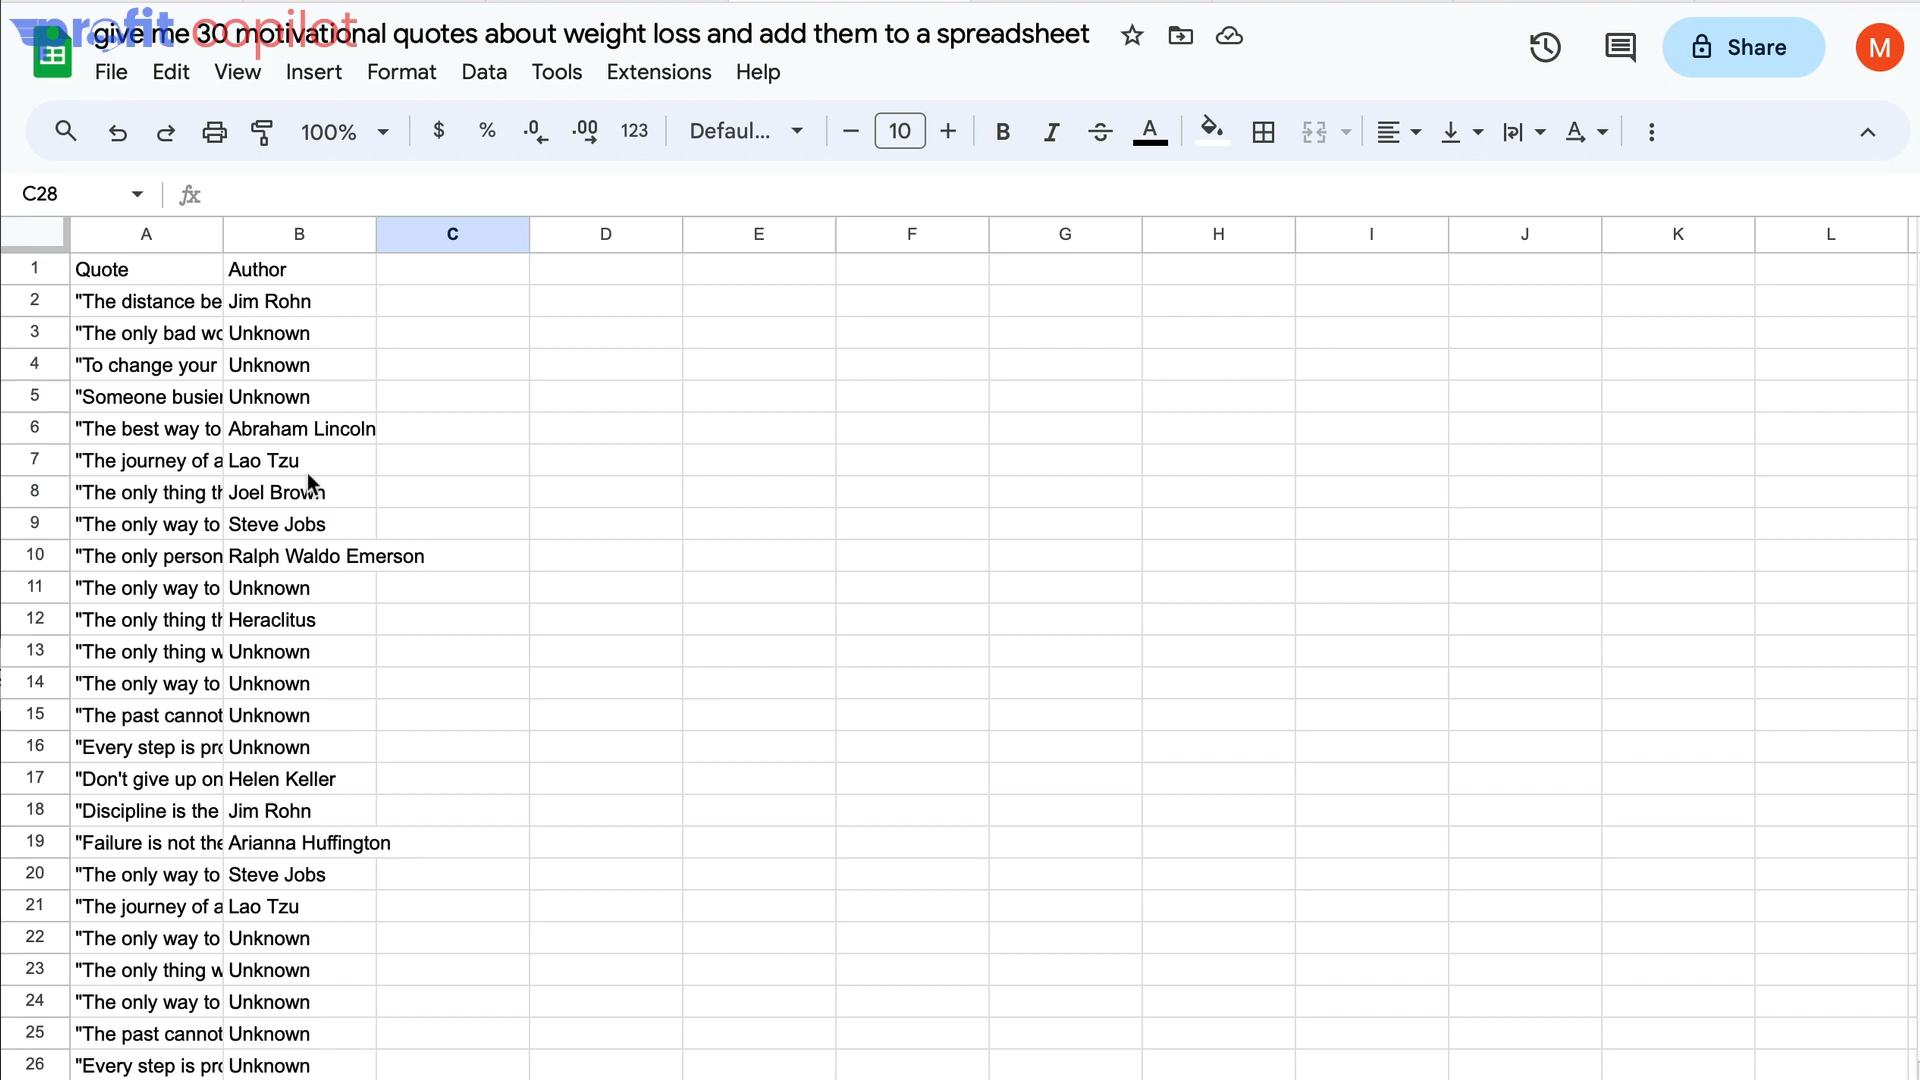 profit copilot
give me 30 motivational quotes about weight loss and add them to a spreadsheet
Share
M
File Edit View Insert Format Data Tools Extensions Help
100% $ % .0 .00 123 Defaul... 10 B I A A
C28 fx
A B C D E F G H I J K L
1 Quote Author
2 "The distance be Jim Rohn
3 "The only bad wo Unknown
4 "To change your Unknown
5 "Someone busier Unknown
6 "The best way to Abraham Lincoln
7 "The journey of a Lao Tzu
8 "The only thing th Joel Brown
9 "The only way to Steve Jobs
10 "The only person Ralph Waldo Emerson
11 "The only way to Unknown
12 "The only thing th Heraclitus
13 "The only thing w Unknown
14 "The only way to Unknown
15 "The past cannot Unknown
16 "Every step is pro Unknown
17 "Don't give up on Helen Keller
18 "Discipline is the Jim Rohn
19 "Failure is not the Arianna Huffington
20 "The only way to Steve Jobs
21 "The journey of a Lao Tzu
22 "The only way to Unknown
23 "The only thing w Unknown
24 "The only way to Unknown
25 "The past cannot Unknown
26 "Every step is pro Unknown